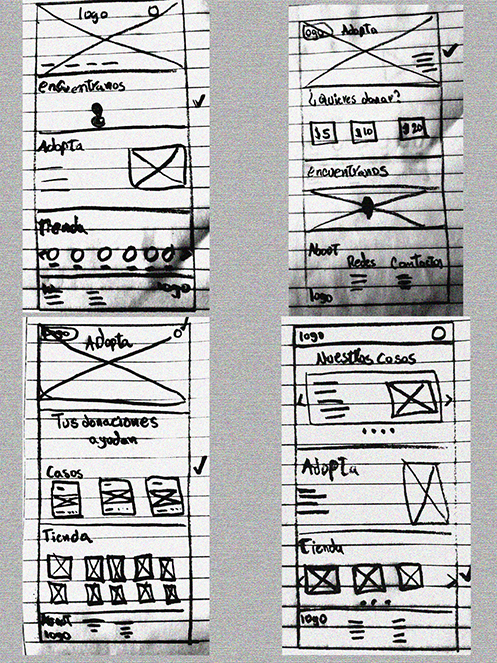 logo
encuentranos
Adopta
Tienda
logo
logo
Adopta
¿Quieres donar?
$5 $10 $20
encuentranos
About
Redes Contactos
logo
logo
Adopta
Tus donaciones
ayudan
Casos
Tienda
About
logo
logo
Nuestros Casos
Adopta
Tienda
logo